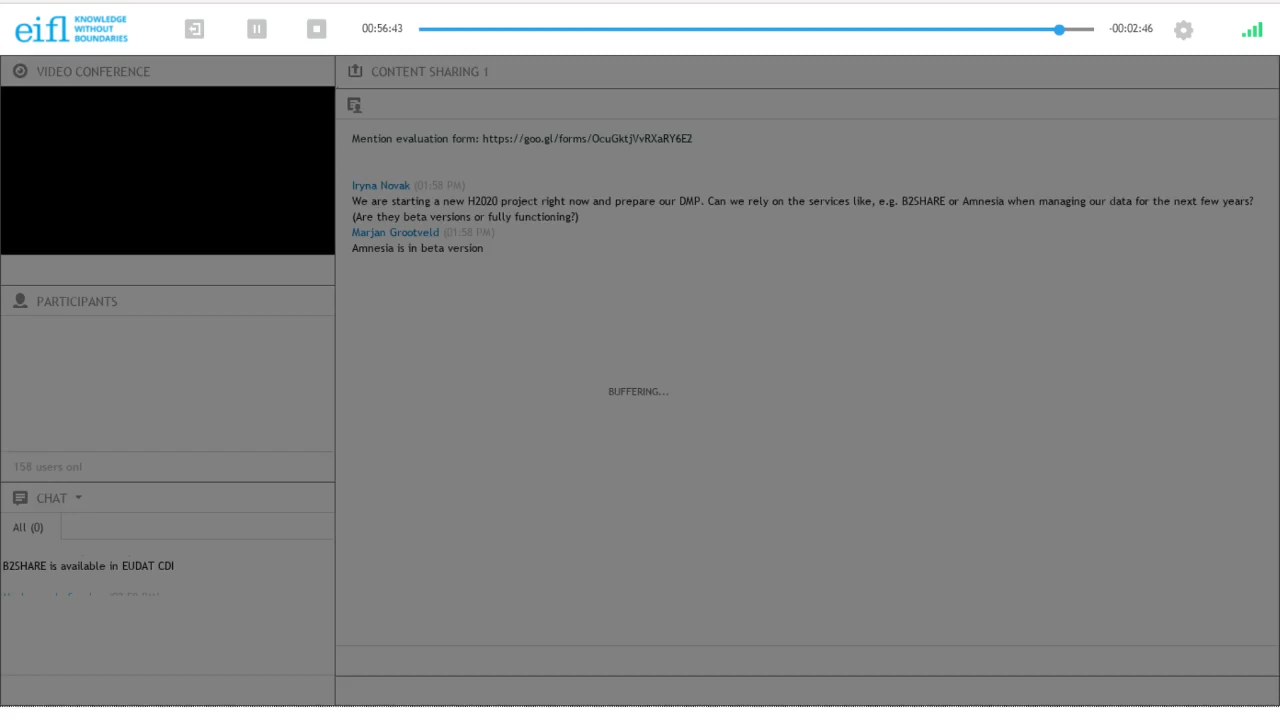 eifl KNOWLEDGE
WITHOUT
BOUNDARIES
00:56:43
-00:02:46
VIDEO CONFERENCE
CONTENT SHARING 1
Mention evaluation form: https://goo.gl/forms/OcuGktjVvRXaRY6E2
Iryna Novak (01:58 PM)
We are starting a new H2020 project right now and prepare our DMP. Can we rely on the services like, e.g. B2SHARE or Amnesia when managing our data for the next few years?
(Are they beta versions or fully functioning?)
Marjan Grootveld (01:58 PM)
Amnesia is in beta version
PARTICIPANTS
BUFFERING...
158 users onl
CHAT
All (0)
B2SHARE is available in EUDAT CDI